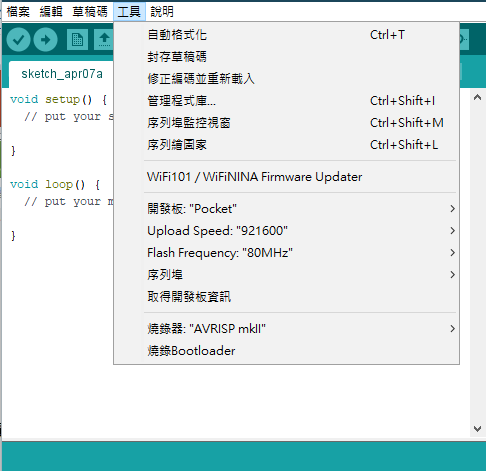 檔案 編輯 草稿碼 工具 說明
自動格式化 Ctrl+T
封存草稿碼
修正編碼並重新載入
管理程式庫... Ctrl+Shift+I
序列埠監控視窗 Ctrl+Shift+M
序列繪圖家 Ctrl+Shift+L
WiFi101 / WiFiNINA Firmware Updater
開發板: "Pocket"
Upload Speed: "921600"
Flash Frequency: "80MHz"
序列埠
取得開發板資訊
燒錄器: "AVRISP mkII"
燒錄Bootloader
sketch_apr07a
void setup() {
// put your s
}
void loop() {
// put your m
}